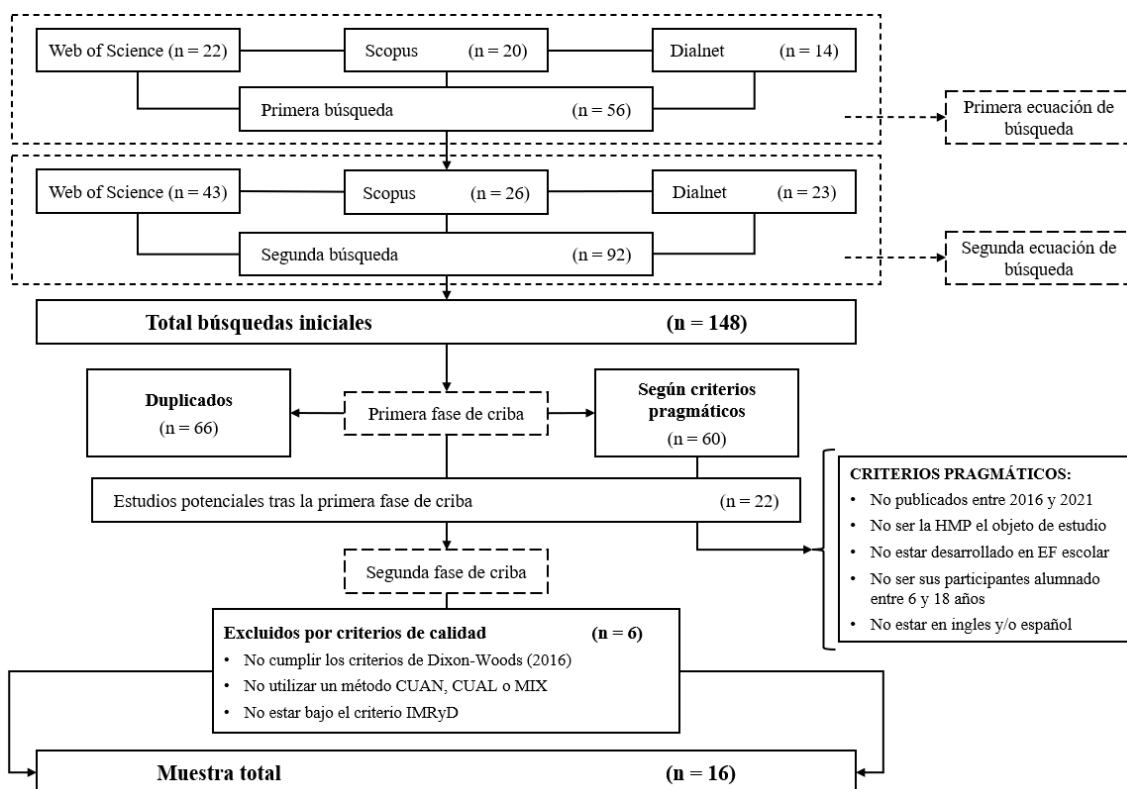 Web of Science (n = 22)
Scopus (n = 20)
Dialnet (n = 14)
Primera búsqueda (n = 56)
Primera ecuación de
búsqueda
Web of Science (n = 43)
Scopus (n = 26)
Dialnet (n = 23)
Segunda búsqueda (n = 92)
Segunda ecuación de
búsqueda
Total búsquedas iniciales (n = 148)
Duplicados
(n = 66)
Primera fase de criba
Según criterios
pragmáticos
(n = 60)
Estudios potenciales tras la primera fase de criba (n = 22)
CRITERIOS PRAGMÁTICOS:
• No publicados entre 2016 y 2021
• No ser la HMP el objeto de estudio
• No estar desarrollado en EF escolar
• No ser sus participantes alumnado
entre 6 y 18 años
• No estar en ingles y/o español
Segunda fase de criba
Excluidos por criterios de calidad (n = 6)
• No cumplir los criterios de Dixon-Woods (2016)
• No utilizar un método CUAN, CUAL o MIX
• No estar bajo el criterio IMRyD
Muestra total (n = 16)